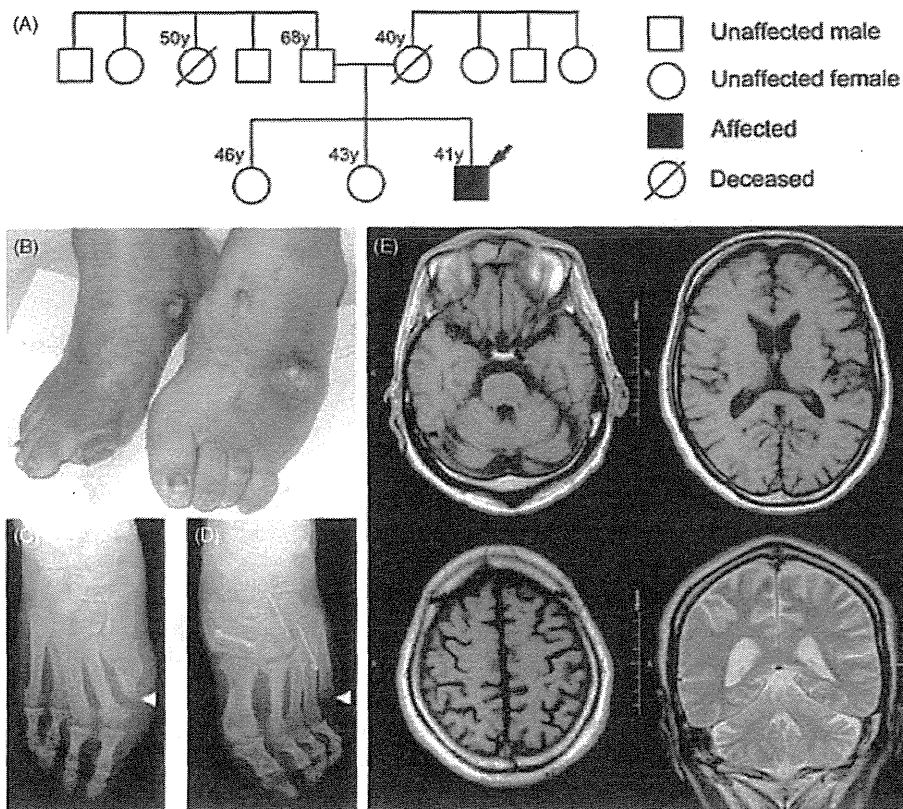 (A)
50y
68y
40y
46y
43y
41y
Unaffected male
Unaffected female
Affected
Deceased
(B)
(E)
(C)
(D)